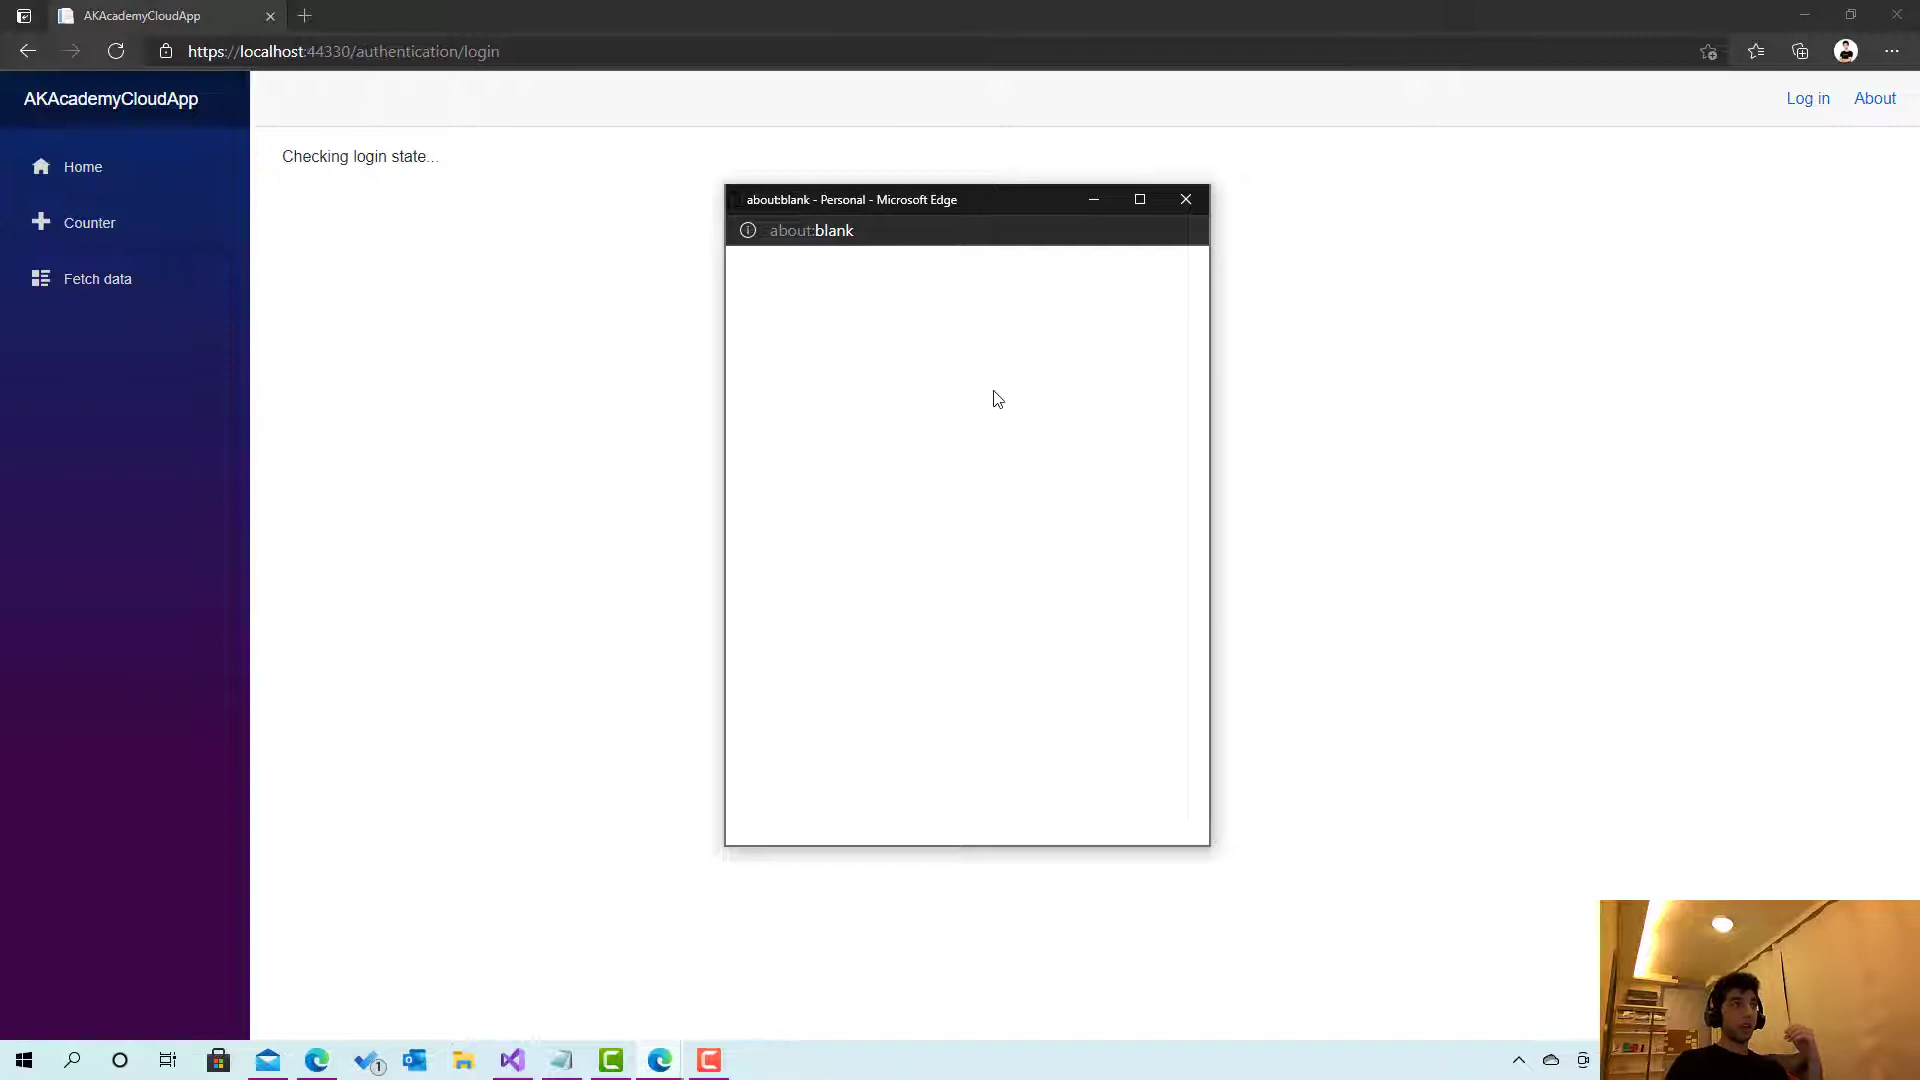 AKAcademyCloudApp
https://localhost:44330/authentication/login
AKAcademyCloudApp
Log in
About
Home
Counter
Fetch data
Checking login state...
about:blank - Personal - Microsoft Edge
about:blank
1